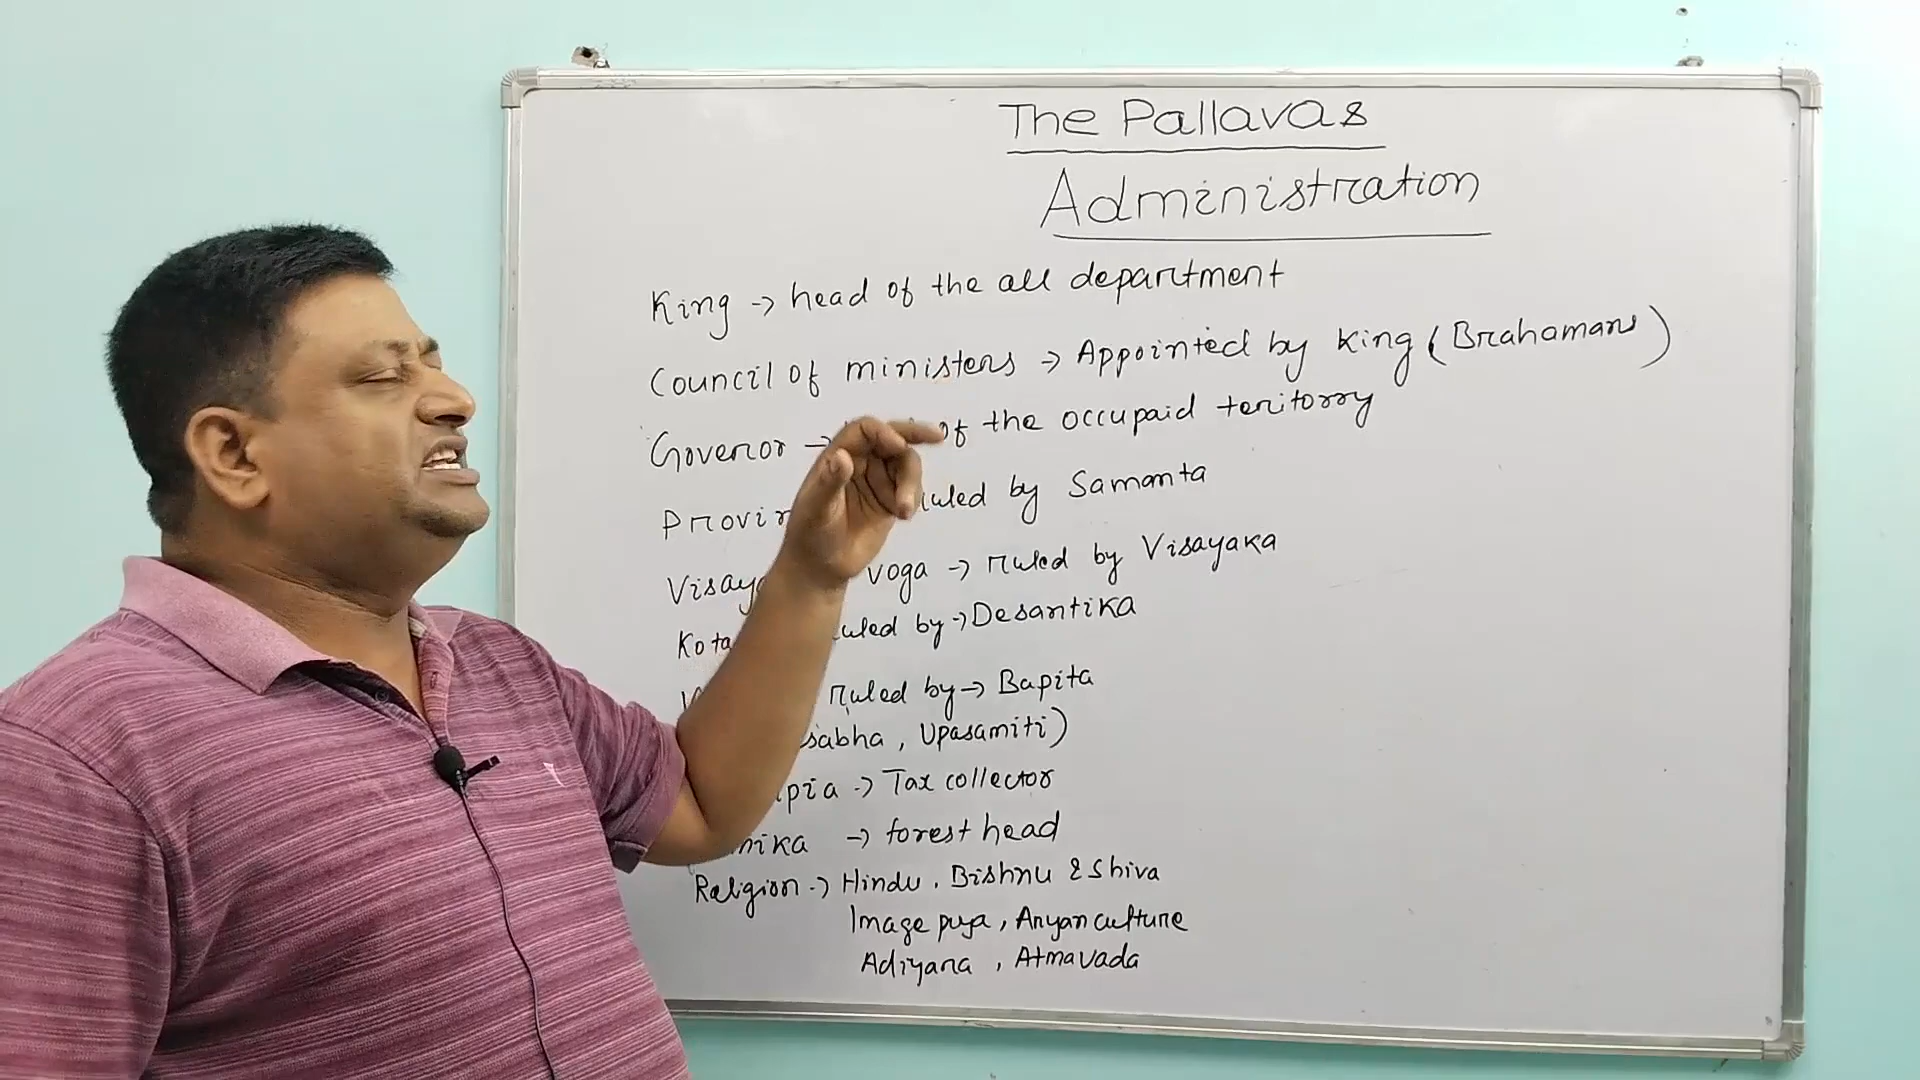 The Pallavas
Administration
King → head of the all department
Council of ministers → Appointed by King (Brahamans)
Governor → of the occupaid teritorry
ruled by Samanta
voga → ruled by Visayaka
ruled by → Desantika
ruled by → Bapita
sabha, Upasamiti)
→ Tax collector
→ forest head
Religion → Hindu, Bishnu & Shiva
Image puja, Aryan culture
Adiyana, Atmavada